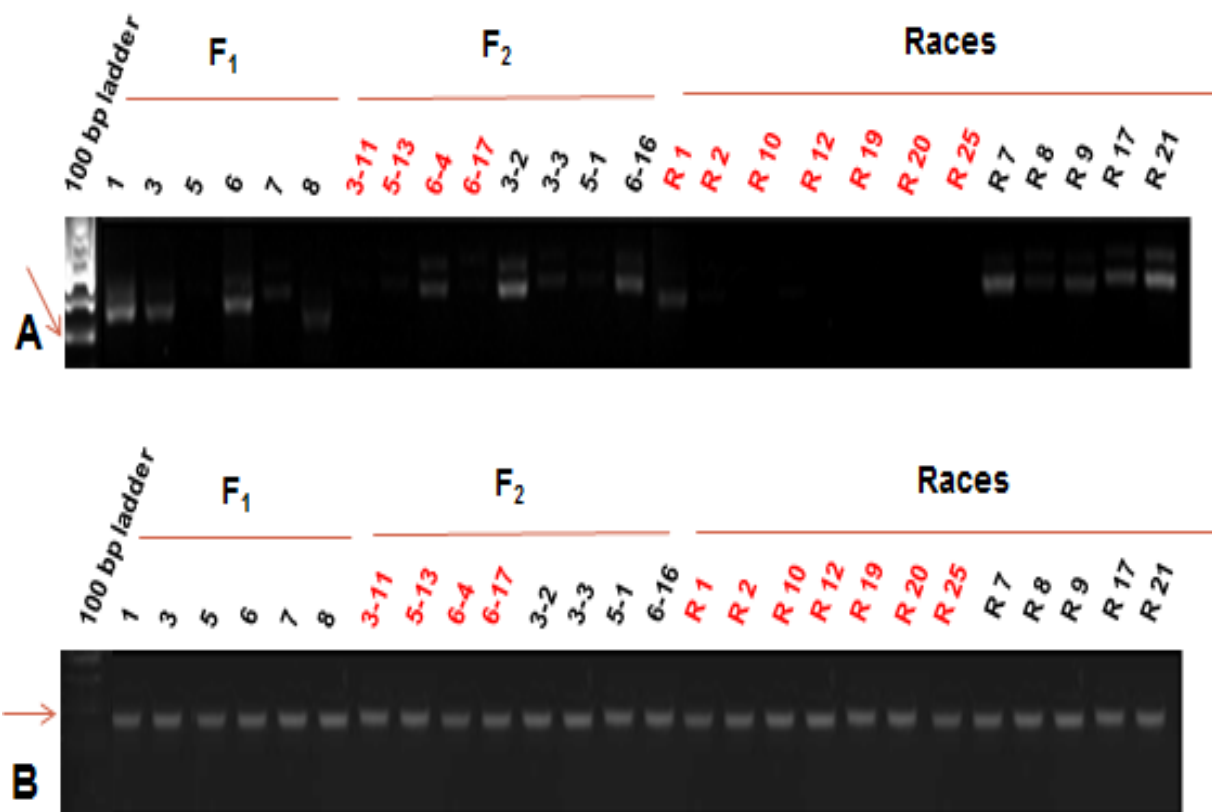 100 bp ladder
F1 F2 Races
1 3 5 6 7 8 3-11 5-13 6-4 6-17 3-2 3-3 5-1 6-16 R 1 R 2 R 10 R 12 R 19 R 20 R 25 R 7 R 8 R 9 R 17 R 21
A
100 bp ladder
F1 F2 Races
1 3 5 6 7 8 3-11 5-13 6-4 6-17 3-2 3-3 5-1 6-16 R 1 R 2 R 10 R 12 R 19 R 20 R 25 R 7 R 8 R 9 R 17 R 21
B